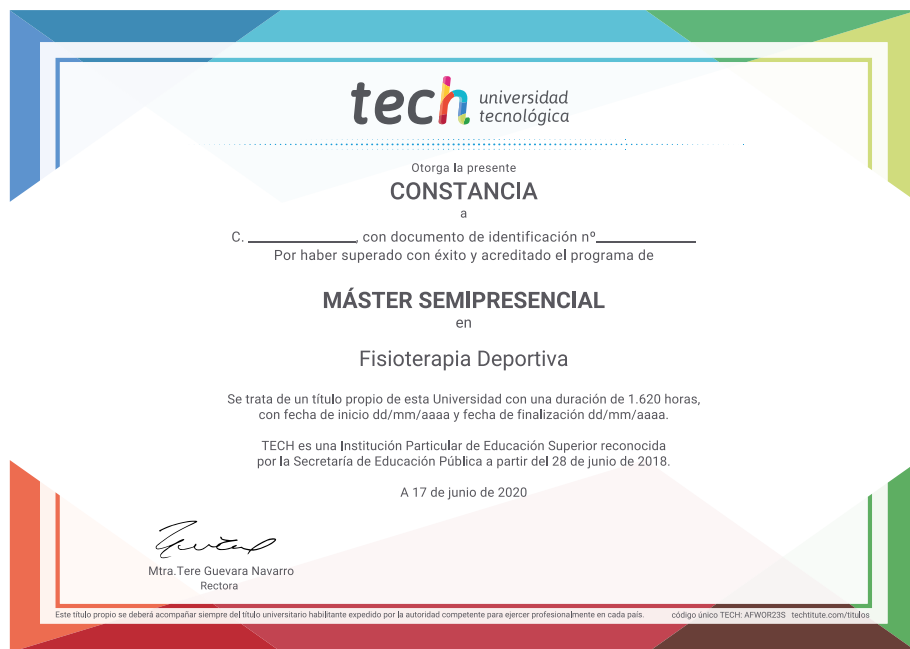 tech universidad
tecnológica
Otorga la presente
CONSTANCIA
a
C. ____________, con documento de identificación nº____________
Por haber superado con éxito y acreditado el programa de
MÁSTER SEMIPRESENCIAL
en
Fisioterapia Deportiva
Se trata de un título propio de esta Universidad con una duración de 1.620 horas,
con fecha de inicio dd/mm/aaaa y fecha de finalización dd/mm/aaaa.
TECH es una Institución Particular de Educación Superior reconocida
por la Secretaría de Educación Pública a partir del 28 de junio de 2018.
A 17 de junio de 2020
Mtra.Tere Guevara Navarro
Rectora
Este título propio se deberá acompañar siempre del título universitario habilitante expedido por la autoridad competente para ejercer profesionalmente en cada país. código único TECH: AFWOR23S techtitute.com/titulos